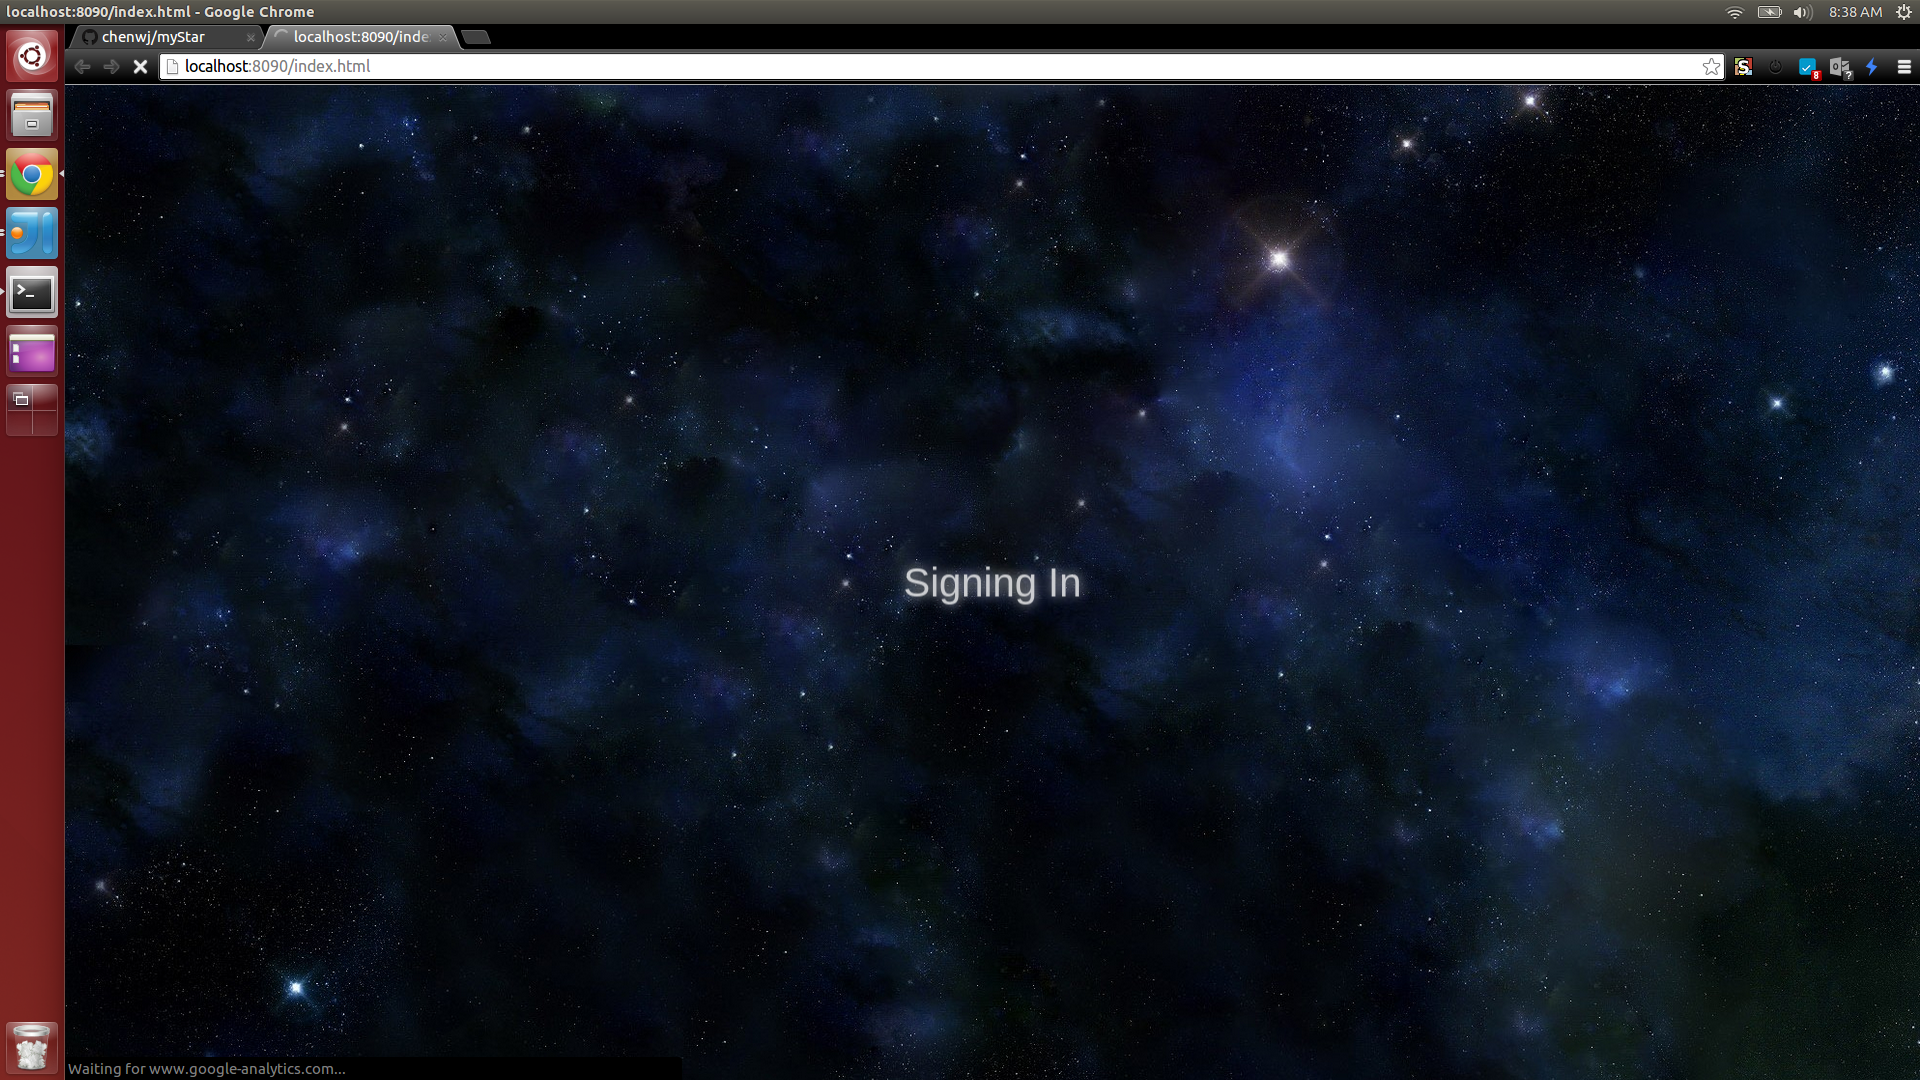 localhost:8090/index.html - Google Chrome
8:38 AM
chenwj/myStar
localhost:8090/inde
localhost:8090/index.html
S
8
?
>_
Signing In
Waiting for www.google-analytics.com...